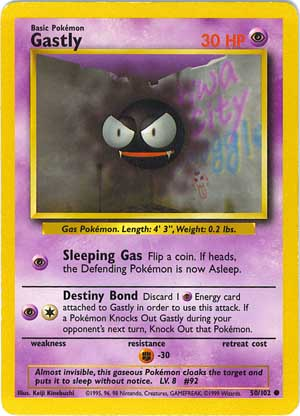 Basic Pokémon
Gastly 30 HP
Gas Pokémon. Length: 4' 3", Weight: 0.2 lbs.
Sleeping Gas Flip a coin. If heads,
the Defending Pokémon is now Asleep.
Destiny Bond Discard 1 Energy card
attached to Gastly in order to use this attack. If
a Pokémon Knocks Out Gastly during your
opponent's next turn, Knock Out that Pokémon.
weakness resistance retreat cost
-30
Almost invisible, this gaseous Pokémon cloaks the target and
puts it to sleep without notice. LV. 8 #92
Illus. Keiji Kinebuchi ©1995, 96, 98 Nintendo, Creatures, GAMEFREAK. ©1999 Wizards. 50/102